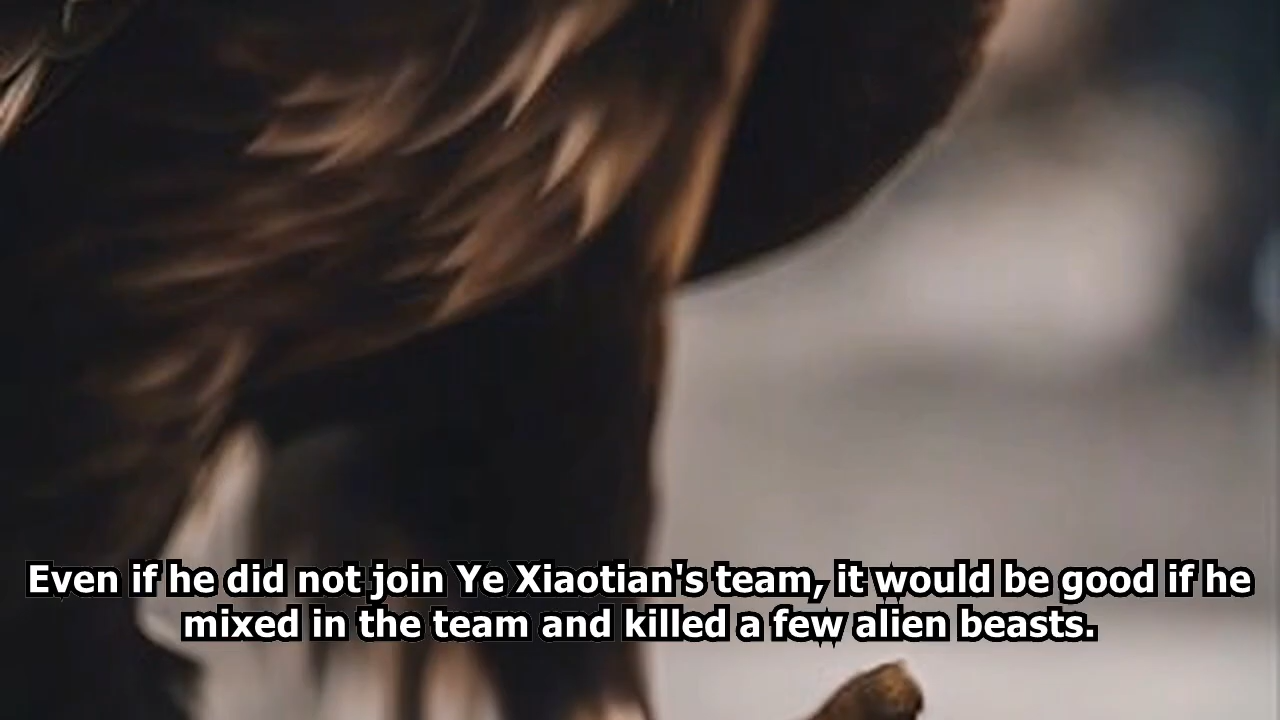 Even if he did not join Ye Xiaotian's team, it would be good if he
mixed in the team and killed a few alien beasts.